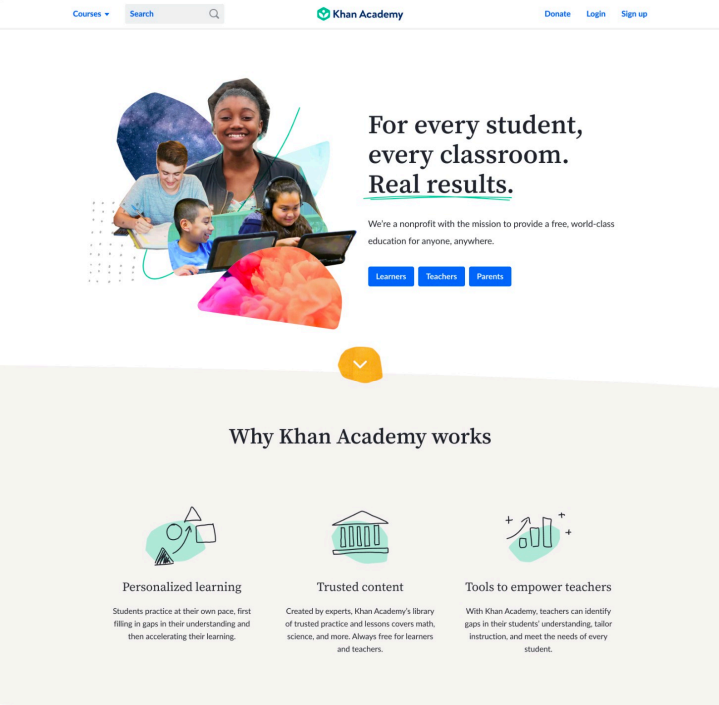 Courses
Search
Khan Academy
Donate
Login
Sign up
For every student,
every classroom.
Real results.
We're a nonprofit with the mission to provide a free, world-class
education for anyone, anywhere.
Learners
Teachers
Parents
Why Khan Academy works
Personalized learning
Students practice at their own pace, first
filling in gaps in their understanding and
then accelerating their learning.
Trusted content
Created by experts, Khan Academy's library
of trusted practice and lessons covers math,
science, and more. Always free for learners
and teachers.
Tools to empower teachers
With Khan Academy, teachers can identify
gaps in their students' understanding, tailor
instruction, and meet the needs of every
student.